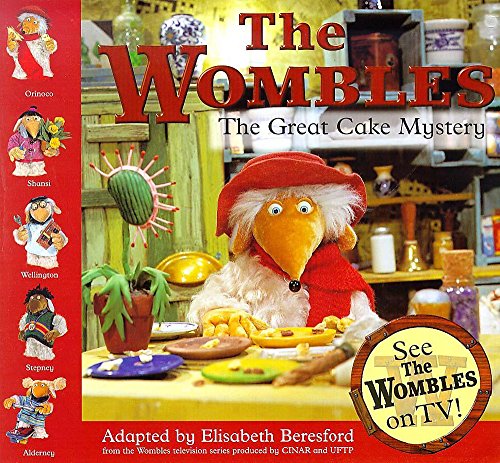 The
WOMBLES
The Great Cake Mystery
Orinoco
Shansi
Wellington
Stepney
Alderney
See
The
WOMBLES
on TV!
Adapted by Elisabeth Beresford
from the Wombles television series produced by CINAR and UFTP